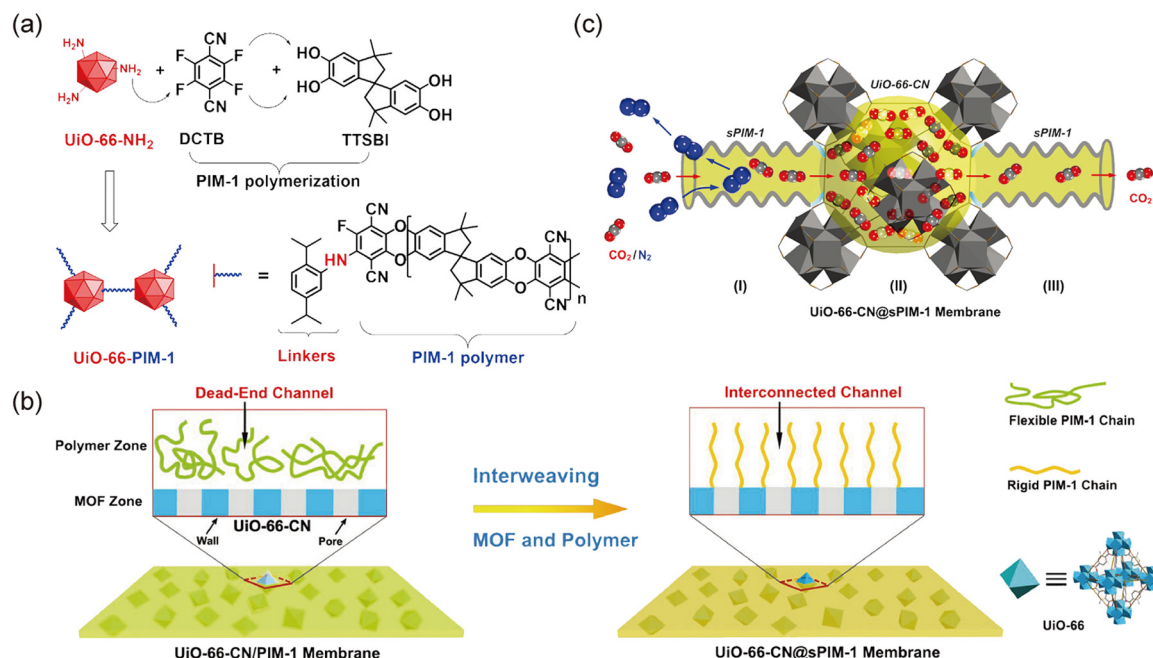 (a)
H₂N
NH₂
H₂N
+
CN
F
F
F
F
CN
+
HO
HO
OH
OH
UiO-66-NH₂
DCTB
TTSBI
PIM-1 polymerization
=
HN
F
CN
CN
O
O
O
O
CN
CN
n
UiO-66-PIM-1
Linkers
PIM-1 polymer
(c)
UiO-66-CN
sPIM-1
sPIM-1
CO₂/N₂
CO₂
(I)
(II)
(III)
UiO-66-CN@sPIM-1 Membrane
(b)
Dead-End Channel
Polymer Zone
MOF Zone
UiO-66-CN
Wall
Pore
UiO-66-CN/PIM-1 Membrane
Interweaving
MOF and Polymer
Interconnected Channel
UiO-66-CN@sPIM-1 Membrane
Flexible PIM-1 Chain
Rigid PIM-1 Chain
≡
UiO-66